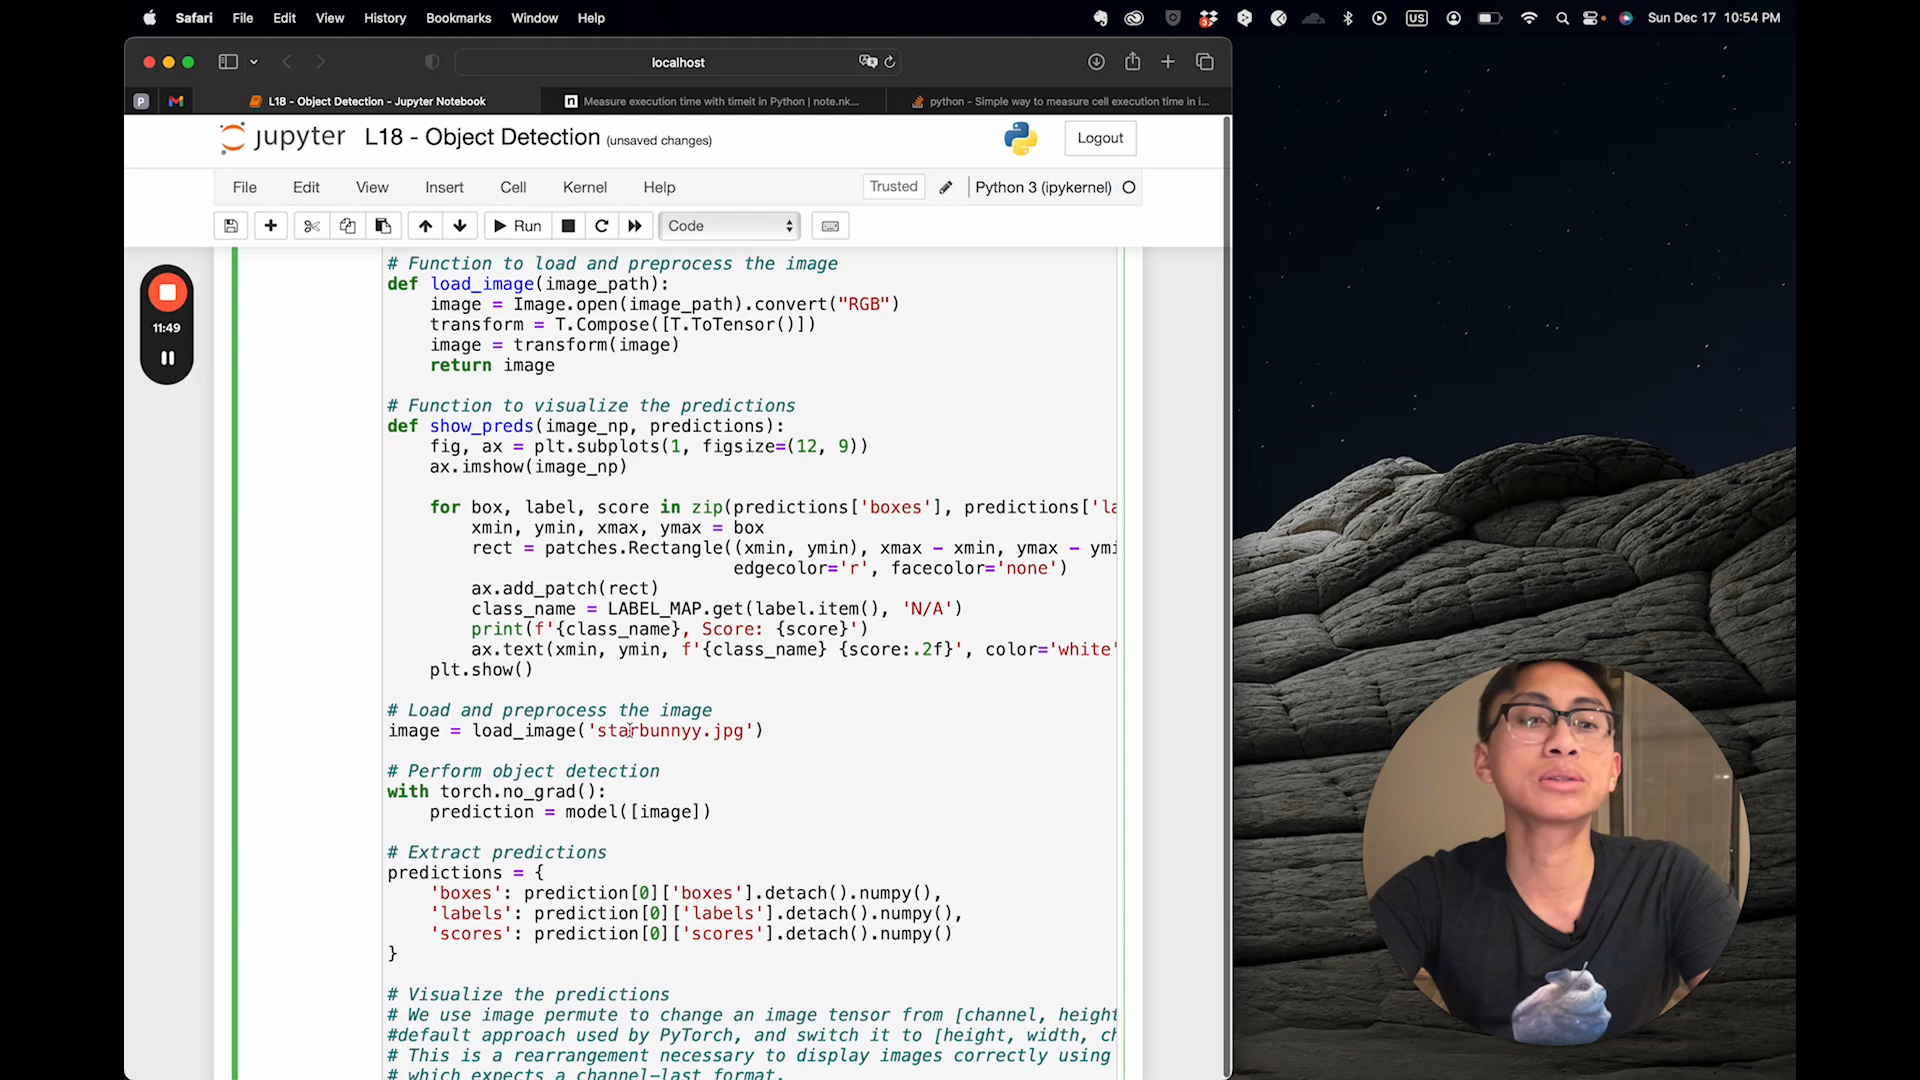 Safari File Edit View History Bookmarks Window Help
3
US
Sun Dec 17 10:54 PM
localhost
P
L18 - Object Detection - Jupyter Notebook
Measure execution time with timeit in Python | note.nk...
python - Simple way to measure cell execution time in i...
jupyter L18 - Object Detection (unsaved changes)
Logout
File Edit View Insert Cell Kernel Help
Trusted
Python 3 (ipykernel)
Run
Code
11:49
# Function to load and preprocess the image
def load_image(image_path):
image = Image.open(image_path).convert("RGB")
transform = T.Compose([T.ToTensor()])
image = transform(image)
return image
# Function to visualize the predictions
def show_preds(image_np, predictions):
fig, ax = plt.subplots(1, figsize=(12, 9))
ax.imshow(image_np)
for box, label, score in zip(predictions['boxes'], predictions['la
xmin, ymin, xmax, ymax = box
rect = patches.Rectangle((xmin, ymin), xmax - xmin, ymax - ymi
edgecolor='r', facecolor='none')
ax.add_patch(rect)
class_name = LABEL_MAP.get(label.item(), 'N/A')
print(f'{class_name}, Score: {score}')
ax.text(xmin, ymin, f'{class_name} {score:.2f}', color='white'
plt.show()
# Load and preprocess the image
image = load_image('starbunnyy.jpg')
# Perform object detection
with torch.no_grad():
prediction = model([image])
# Extract predictions
predictions = {
'boxes': prediction[0]['boxes'].detach().numpy(),
'labels': prediction[0]['labels'].detach().numpy(),
'scores': prediction[0]['scores'].detach().numpy()
}
# Visualize the predictions
# We use image permute to change an image tensor from [channel, height
#default approach used by PyTorch, and switch it to [height, width, ch
# This is a rearrangement necessary to display images correctly using
# which expects a channel-last format.